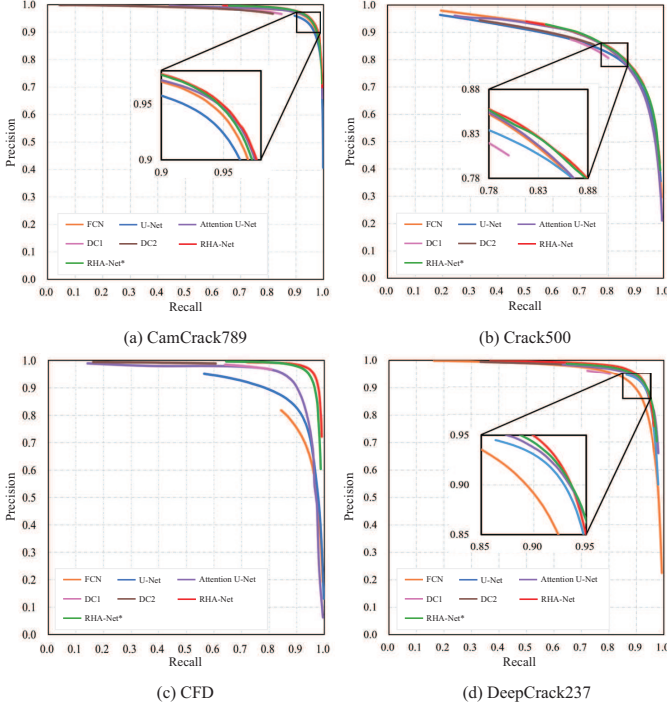 1.0
0.9
0.8
0.7
0.6
0.5
0.4
0.3
0.2
0.1
0.0
Precision
0.95
0.9
0.9 0.95
FCN U-Net Attention U-Net
DC1 DC2 RHA-Net
RHA-Net*
0.0 0.1 0.2 0.3 0.4 0.5 0.6 0.7 0.8 0.9 1.0
Recall
(a) CamCrack789
1.0
0.9
0.8
0.7
0.6
0.5
0.4
0.3
0.2
0.1
0.0
Precision
0.88
0.83
0.78
0.78 0.83 0.88
FCN U-Net Attention U-Net
DC1 DC2 RHA-Net
RHA-Net*
0.0 0.1 0.2 0.3 0.4 0.5 0.6 0.7 0.8 0.9 1.0
Recall
(b) Crack500
1.0
0.9
0.8
0.7
0.6
0.5
0.4
0.3
0.2
0.1
0.0
Precision
FCN U-Net Attention U-Net
DC1 DC2 RHA-Net
RHA-Net*
0.0 0.1 0.2 0.3 0.4 0.5 0.6 0.7 0.8 0.9 1.0
Recall
(c) CFD
1.0
0.9
0.8
0.7
0.6
0.5
0.4
0.3
0.2
0.1
0.0
Precision
0.95
0.90
0.85
0.85 0.90 0.95
FCN U-Net Attention U-Net
DC1 DC2 RHA-Net
RHA-Net*
0.0 0.1 0.2 0.3 0.4 0.5 0.6 0.7 0.8 0.9 1.0
Recall
(d) DeepCrack237